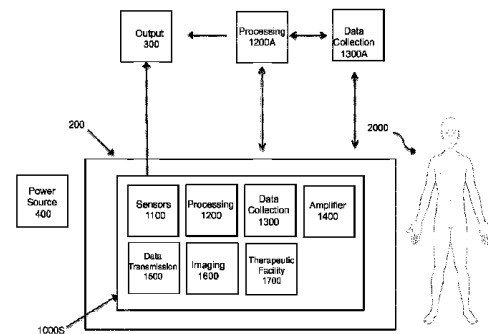 Output
300
Processing
1200A
Data
Collection
1300A
200
2000
Power
Source
400
Sensors
1100
Processing
1200
Data
Collection
1300
Amplifier
1400
Data
Transmission
1500
Imaging
1600
Therapeutic
Facility
1700
1000S